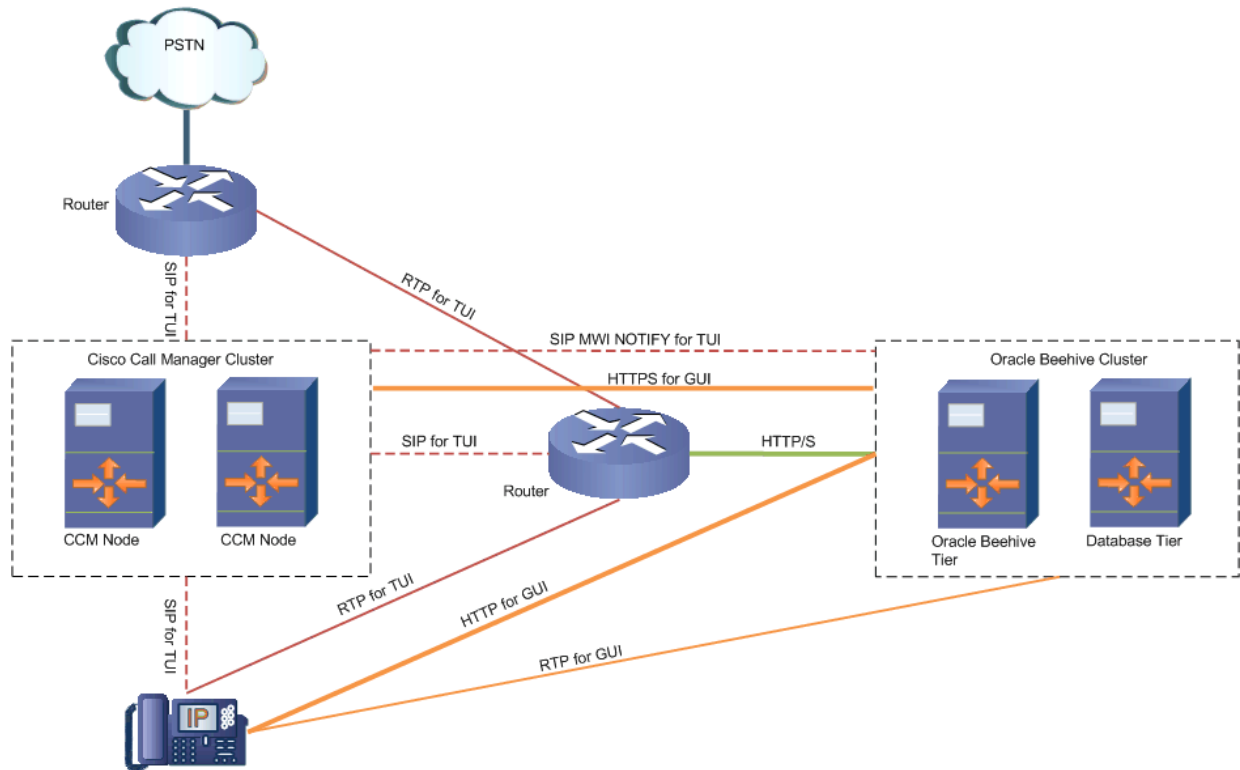 PSTN
Router
SIP for TUI
RTP for TUI
SIP MWI NOTIFY for TUI
Cisco Call Manager Cluster
Oracle Beehive Cluster
HTTPS for GUI
SIP for TUI
HTTP/S
Router
CCM Node
CCM Node
Oracle Beehive
Tier
Database Tier
SIP for TUI
RTP for TUI
HTTP for GUI
RTP for GUI
IP